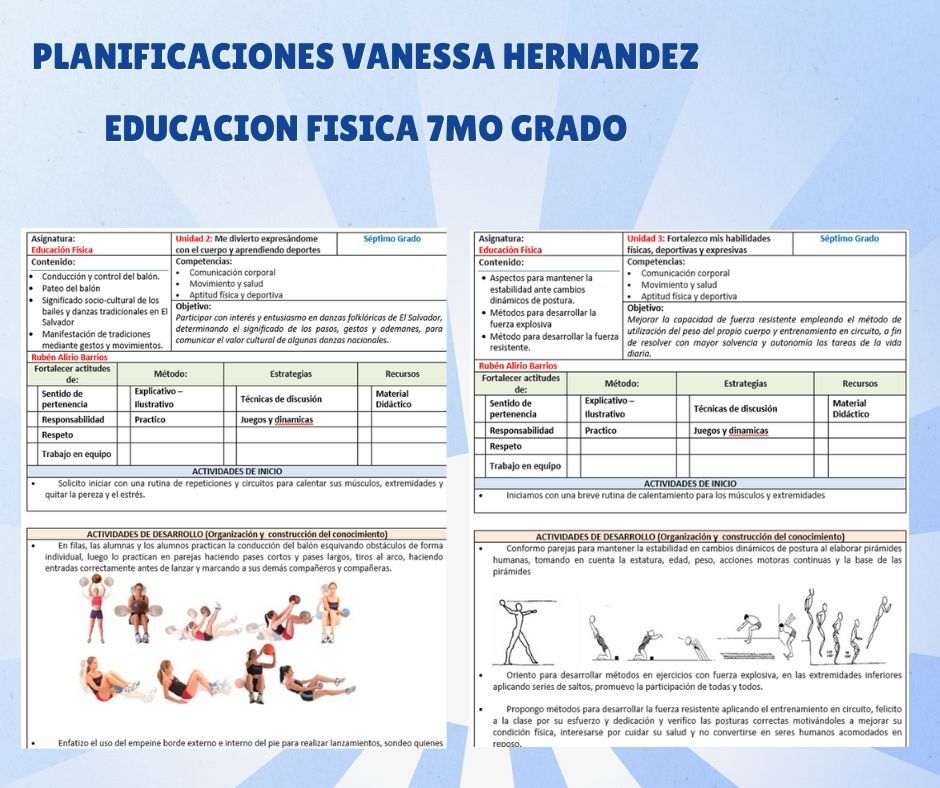 PLANIFICACIONES VANESSA HERNANDEZ
EDUCACION FISICA 7MO GRADO
Asignatura:
Educación Física
Unidad 2: Me divierto expresándome
con el cuerpo y aprendiendo deportes
Séptimo Grado
Contenido:
• Conducción y control del balón.
• Pateo del balón
• Significado socio-cultural de los
bailes y danzas tradicionales en El
Salvador
• Manifestación de tradiciones
mediante gestos y movimientos.
Competencias:
• Comunicación corporal
• Movimiento y salud
• Aptitud física y deportiva
Objetivo:
Participar con interés y entusiasmo en danzas folklóricas de El Salvador,
determinando el significado de los pasos, gestos y ademanes, para
comunicar el valor cultural de algunas danzas nacionales.
Rubén Alirio Barrios
Fortalecer actitudes
de:
Método:
Estrategias
Recursos
Sentido de
pertenencia
Explicativo –
Ilustrativo
Técnicas de discusión
Material
Didáctico
Responsabilidad
Practico
Juegos y dinamicas
Respeto
Trabajo en equipo
ACTIVIDADES DE INICIO
• Solicito iniciar con una rutina de repeticiones y circuitos para calentar sus músculos, extremidades y
quitar la pereza y el estrés.
ACTIVIDADES DE DESARROLLO (Organización y construcción del conocimiento)
• En filas, las alumnas y los alumnos practican la conducción del balón esquivando obstáculos de forma
individual, luego lo practican en parejas haciendo pases cortos y pases largos, tiros al arco, haciendo
entradas correctamente antes de lanzar y marcando a sus demás compañeros y compañeras.
• Enfatizo el uso del empeine borde externo e interno del pie para realizar lanzamientos, sondeo quienes
Asignatura:
Educación Física
Unidad 3: Fortalezco mis habilidades
físicas, deportivas y expresivas
Séptimo Grado
Contenido:
• Aspectos para mantener la
estabilidad ante cambios
dinámicos de postura.
• Métodos para desarrollar la
fuerza explosiva
• Método para desarrollar la fuerza
resistente.
Competencias:
• Comunicación corporal
• Movimiento y salud
• Aptitud física y deportiva
Objetivo:
Mejorar la capacidad de fuerza resistente empleando el método de
utilización del peso del propio cuerpo y entrenamiento en circuito, a fin
de resolver con mayor solvencia y autonomía las tareas de la vida
diaria.
Rubén Alirio Barrios
Fortalecer actitudes
de:
Método:
Estrategias
Recursos
Sentido de
pertenencia
Explicativo –
Ilustrativo
Técnicas de discusión
Material
Didáctico
Responsabilidad
Practico
Juegos y dinamicas
Respeto
Trabajo en equipo
ACTIVIDADES DE INICIO
• Iniciamos con una breve rutina de calentamiento para los músculos y extremidades
ACTIVIDADES DE DESARROLLO (Organización y construcción del conocimiento)
• Conformo parejas para mantener la estabilidad en cambios dinámicos de postura al elaborar pirámides
humanas, tomando en cuenta la estatura, edad, peso, acciones motoras continuas y la base de las
pirámides
• Oriento para desarrollar métodos en ejercicios con fuerza explosiva, en las extremidades inferiores
aplicando series de saltos, promuevo la participación de todas y todos.
• Propongo métodos para desarrollar la fuerza resistente aplicando el entrenamiento en circuito, felicito
a la clase por su esfuerzo y dedicación y verifico las posturas correctas motivándoles a mejorar su
condición física, interesarse por cuidar su salud y no convertirse en seres humanos acomodados en
reposo.